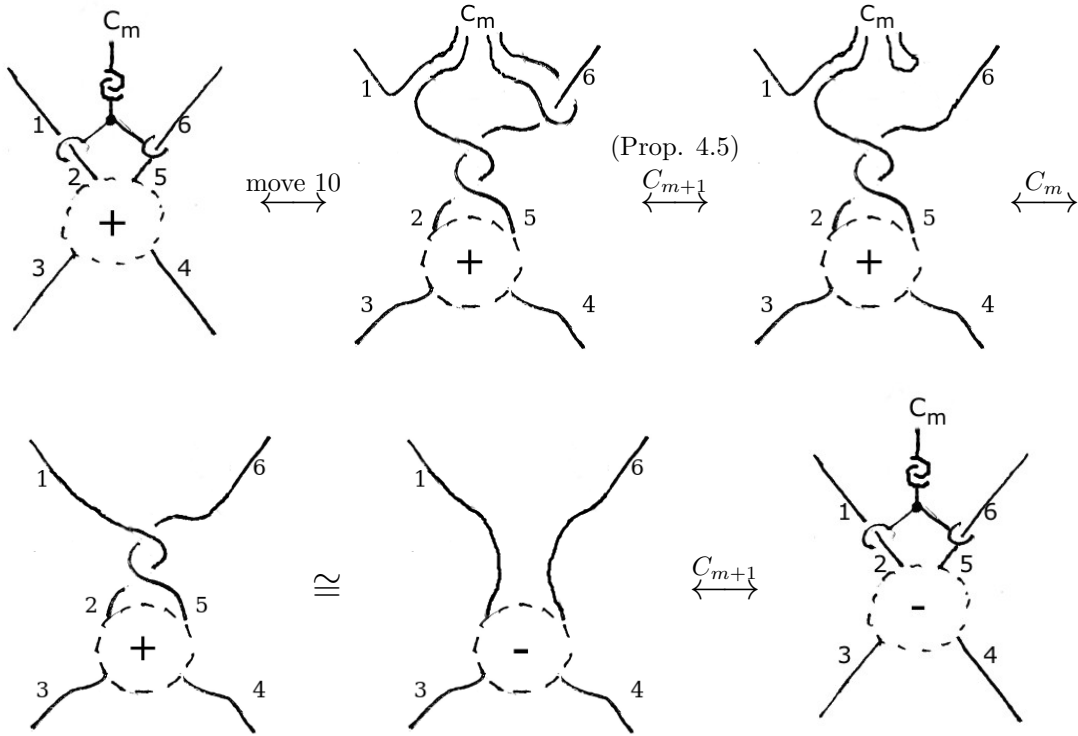 C_m C_m C_m
1 6 1 6 1 6
(Prop. 4.5)
2 5 move 10 C_{m+1} C_m
+ 2 5 2 5
3 4 + +
3 4 3 4
C_m
1 6 1 6
1 6
≅ C_{m+1} 2 5
2 5 -
+ - 3 4
3 4 3 4